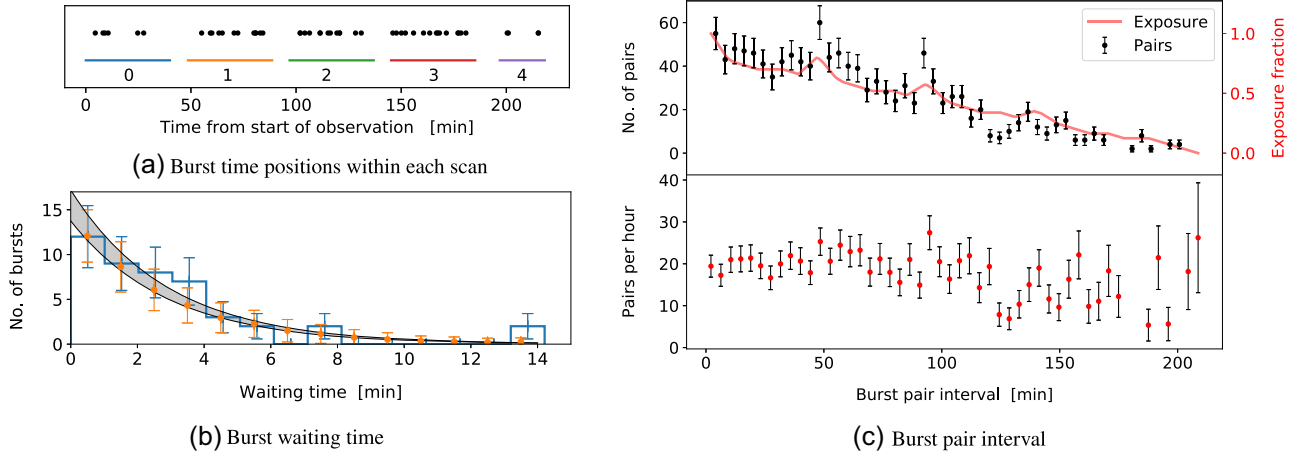 0 1 2 3 4
0 50 100 150 200
Time from start of observation [min]
(a) Burst time positions within each scan
No. of bursts
15
10
5
0
0 2 4 6 8 10 12 14
Waiting time [min]
(b) Burst waiting time
Exposure
Pairs
No. of pairs
60
40
20
0
1.0
0.5
0.0
Exposure fraction
Pairs per hour
40
30
20
10
0
0 50 100 150 200
Burst pair interval [min]
(c) Burst pair interval